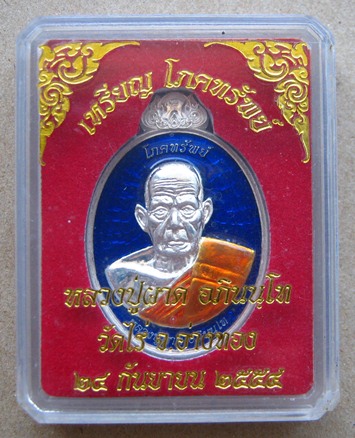 เหรียญ โภคทรัพย์
โภคทรัพย์
หลวงปู่ผาด อภินนฺโท
วัดไร่ จ.อ่างทอง
๒๔ กันยายน ๒๕๕๔